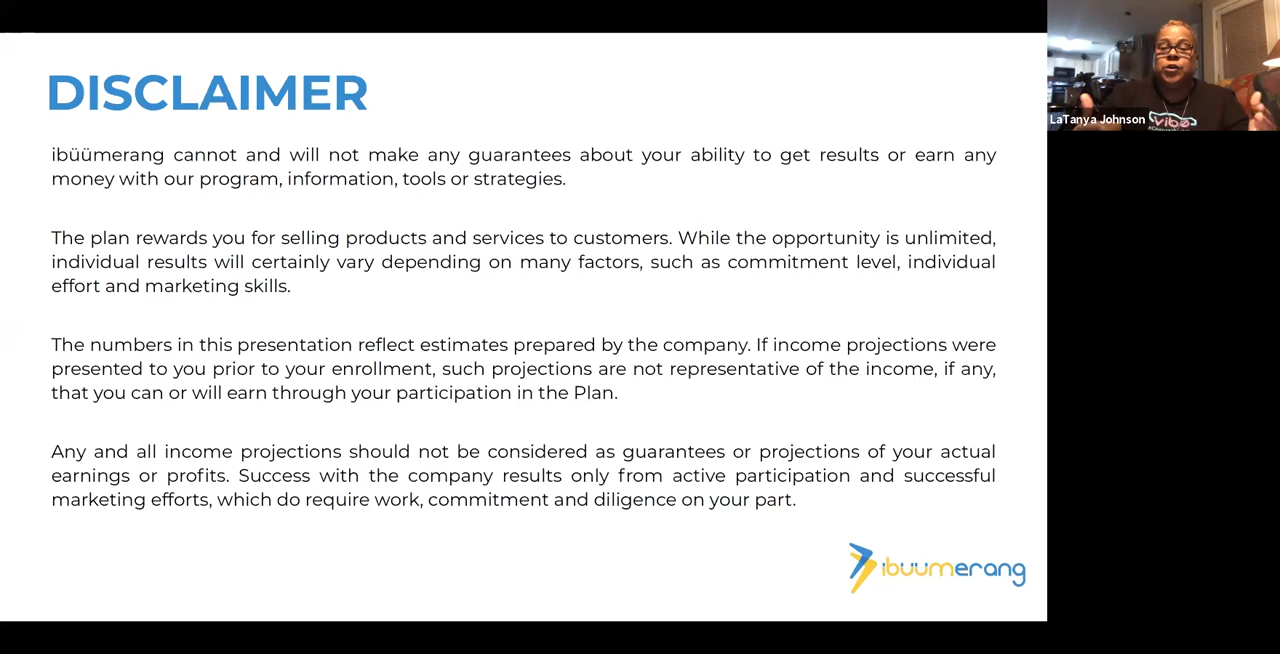 DISCLAIMER
ibüümerang cannot and will not make any guarantees about your ability to get results or earn any
money with our program, information, tools or strategies.
The plan rewards you for selling products and services to customers. While the opportunity is unlimited,
individual results will certainly vary depending on many factors, such as commitment level, individual
effort and marketing skills.
The numbers in this presentation reflect estimates prepared by the company. If income projections were
presented to you prior to your enrollment, such projections are not representative of the income, if any,
that you can or will earn through your participation in the Plan.
Any and all income projections should not be considered as guarantees or projections of your actual
earnings or profits. Success with the company results only from active participation and successful
marketing efforts, which do require work, commitment and diligence on your part.
ibuumerang
LaTanya Johnson
vibe